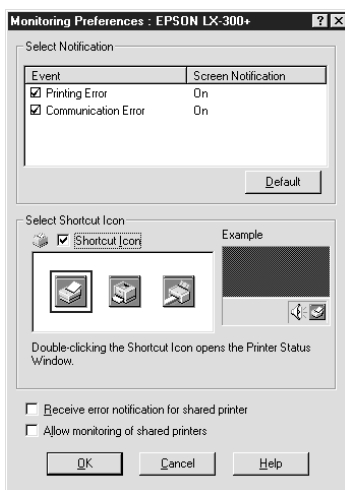 Monitoring Preferences : EPSON LX-300+
Select Notification
Event Screen Notification
Printing Error On
Communication Error On
Default
Select Shortcut Icon
Shortcut Icon
Example
Double-clicking the Shortcut Icon opens the Printer Status
Window.
Receive error notification for shared printer
Allow monitoring of shared printers
OK Cancel Help